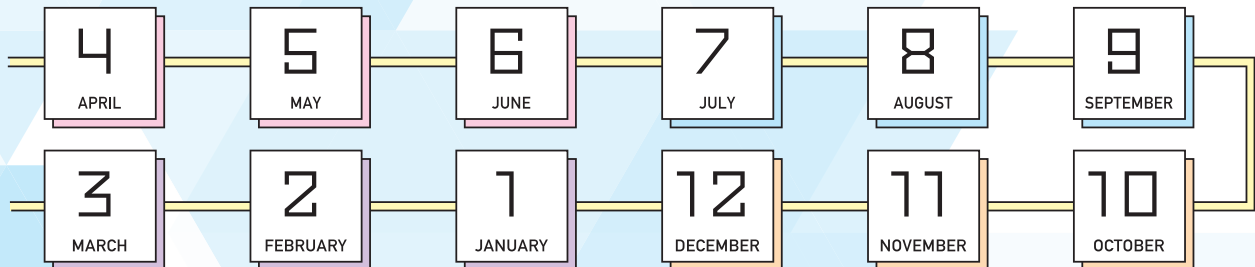 4
APRIL
5
MAY
6
JUNE
7
JULY
8
AUGUST
9
SEPTEMBER
10
OCTOBER
11
NOVEMBER
12
DECEMBER
1
JANUARY
2
FEBRUARY
3
MARCH